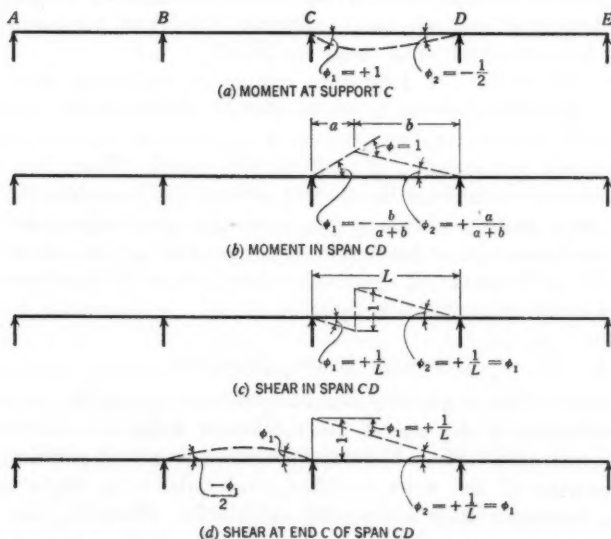 A B C D E
ϕ₁ = +1 ϕ₂ = −1/2
(a) MOMENT AT SUPPORT C
a b
ϕ = 1
ϕ₁ = − b/(a+b) ϕ₂ = + a/(a+b)
(b) MOMENT IN SPAN CD
L
1
ϕ₁ = + 1/L ϕ₂ = + 1/L = ϕ₁
(c) SHEAR IN SPAN CD
ϕ₁ 1 ϕ₁ = + 1/L
−ϕ₁/2 ϕ₂ = + 1/L = ϕ₁
(d) SHEAR AT END C OF SPAN CD